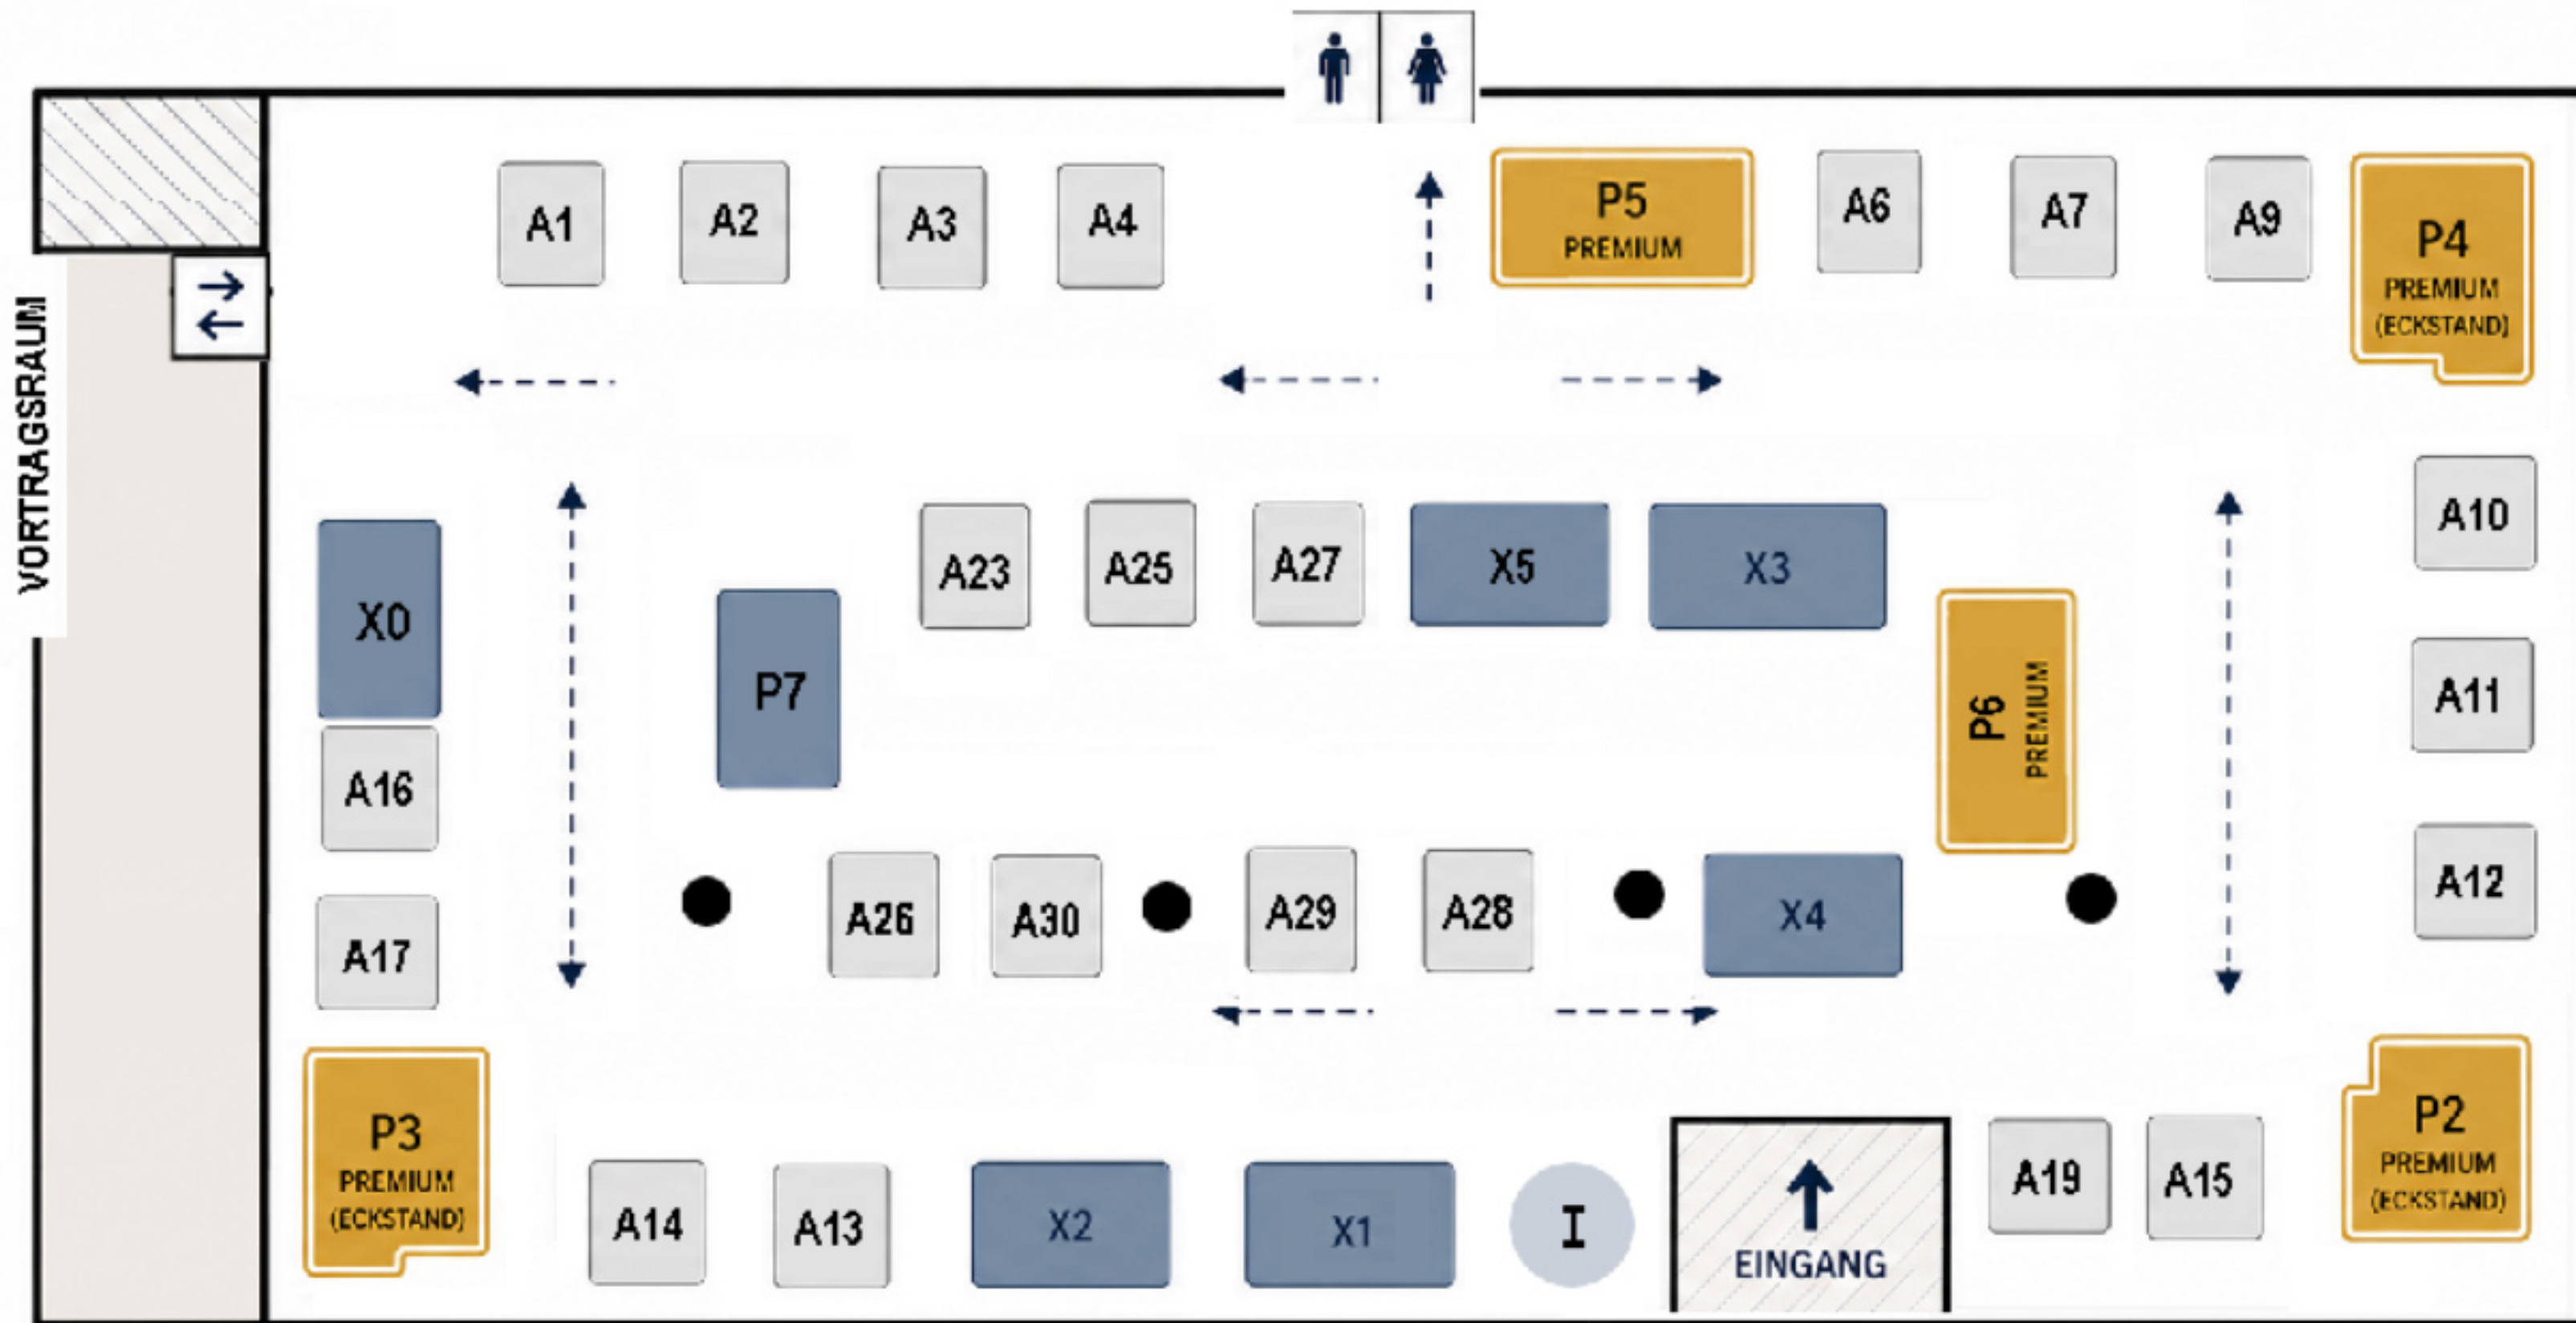 A1
A2
A3
A4
P5
PREMIUM
A6
A7
A9
P4
PREMIUM
(ECKSTAND)
VORTRAGSRAUM
X0
A16
A17
P7
A23
A25
A27
X5
X3
P6
PREMIUM
A10
A11
A12
A26
A30
A29
A28
X4
P3
PREMIUM
(ECKSTAND)
A14
A13
X2
X1
I
EINGANG
A19
A15
P2
PREMIUM
(ECKSTAND)